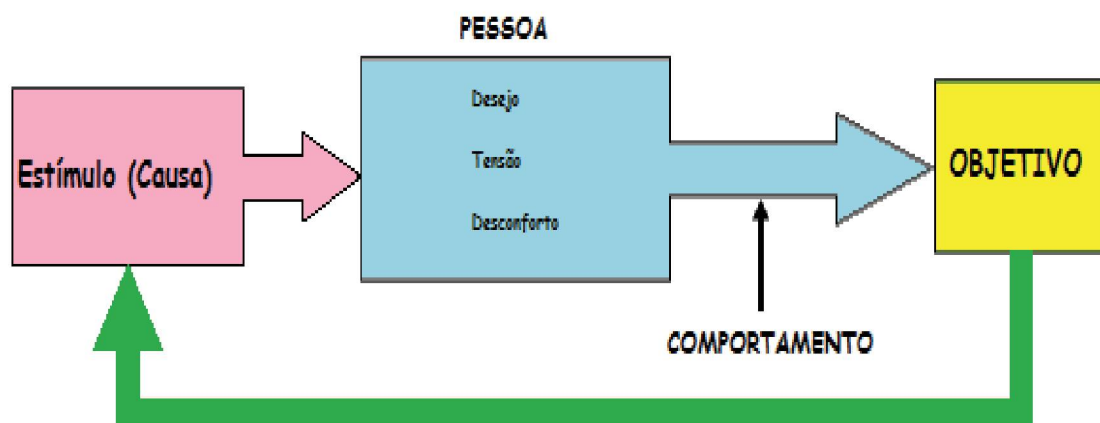 PESSOA
Estímulo (Causa)
Desejo
Tensão
Desconforto
OBJETIVO
COMPORTAMENTO